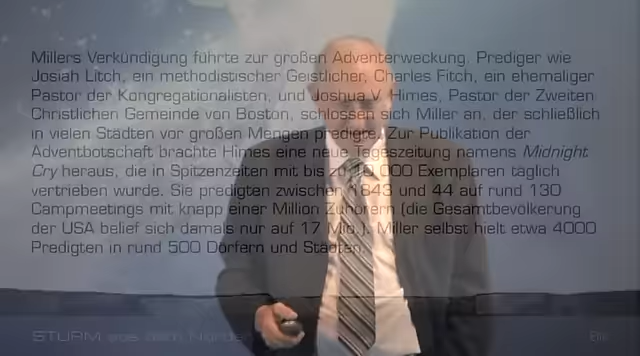 Millers Verkündigung führte zur großen Adventerweckung. Prediger wie
Josiah Litch, ein methodistischer Geistlicher, Charles Fitch, ein ehemaliger
Pastor der Kongregationalisten, und Joshua V. Himes, Pastor der Zweiten
Christlichen Gemeinde von Boston, schlossen sich Miller an, der schließlich
in vielen Städten vor großen Mengen predigte. Zur Publikation der
Adventbotschaft brachte Himes eine neue Tageszeitung namens Midnight
Cry heraus, die in Spitzenzeiten mit bis zu 000 Exemplaren täglich
vertrieben wurde. Sie predigten zwischen 1843 und 44 auf rund 130
Campmeetings mit knapp einer Million Zuhörern (die Gesamtbevölkerung
der USA belief sich damals nur auf 17 Mio.). Miller selbst hielt etwa 4000
Predigten in rund 500 Dörfern und Städten.
STURM aus dem Norden